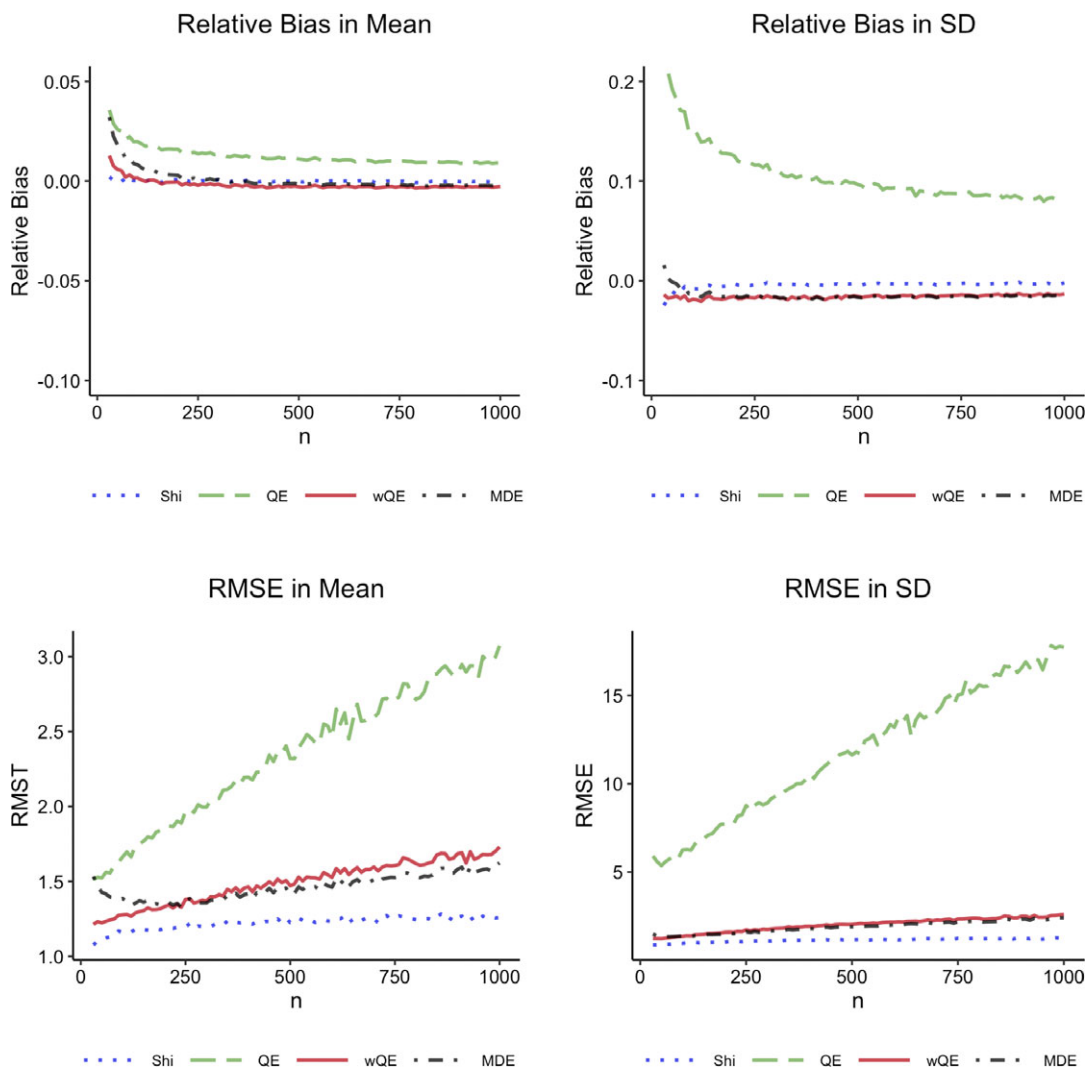 Relative Bias in Mean
Relative Bias
0.05
0.00
-0.05
-0.10
0 250 500 750 1000
n
Shi QE wQE MDE
Relative Bias in SD
Relative Bias
0.2
0.1
0.0
-0.1
0 250 500 750 1000
n
Shi QE wQE MDE
RMSE in Mean
RMST
3.0
2.5
2.0
1.5
1.0
0 250 500 750 1000
n
Shi QE wQE MDE
RMSE in SD
RMSE
15
10
5
0 250 500 750 1000
n
Shi QE wQE MDE